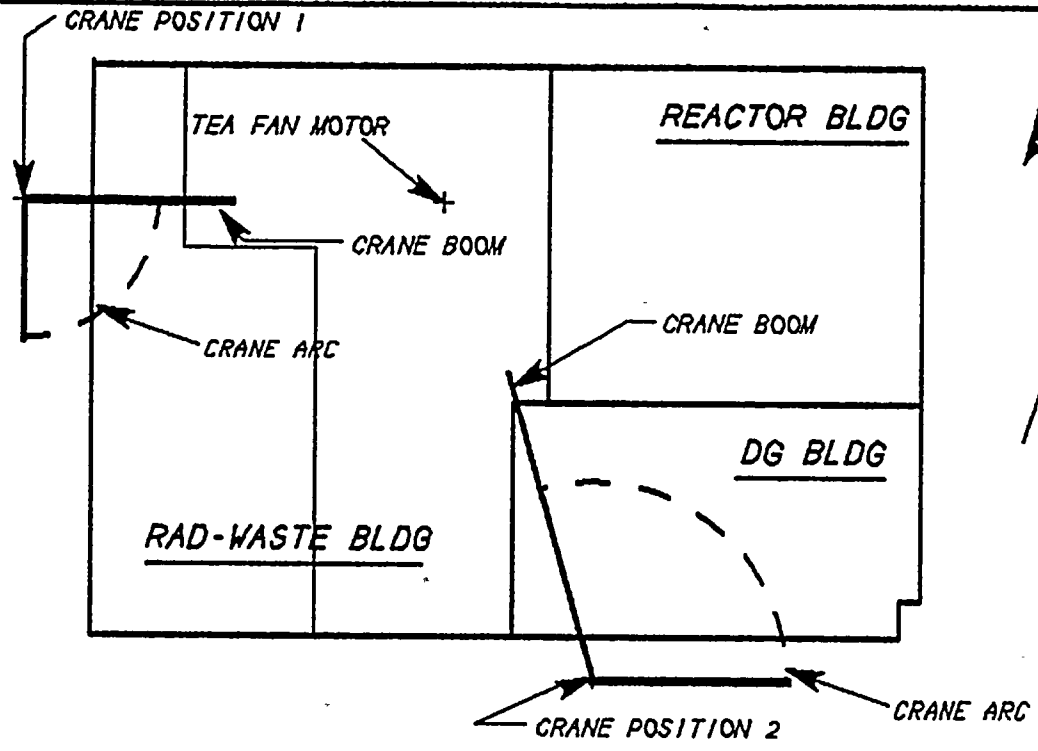 CRANE POSITION 1
TEA FAN MOTOR
REACTOR BLDG
CRANE BOOM
CRANE BOOM
CRANE ARC
DG BLDG
RAD-WASTE BLDG
CRANE ARC
CRANE POSITION 2